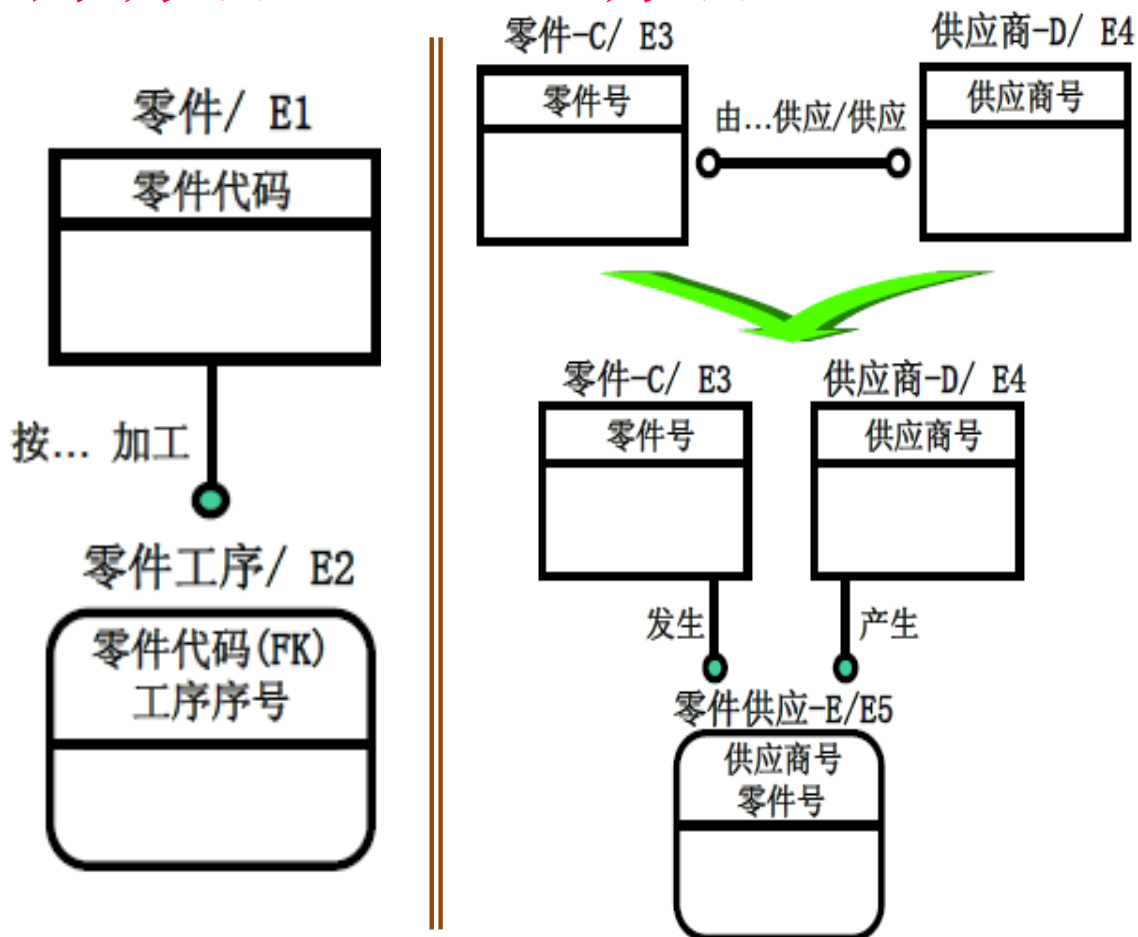 零件/ E1
零件代码
按... 加工
零件工序/ E2
零件代码(FK)
工序序号
零件-C/ E3
零件号
由...供应/供应
供应商-D/ E4
供应商号
零件-C/ E3
零件号
供应商-D/ E4
供应商号
发生
产生
零件供应-E/E5
供应商号
零件号